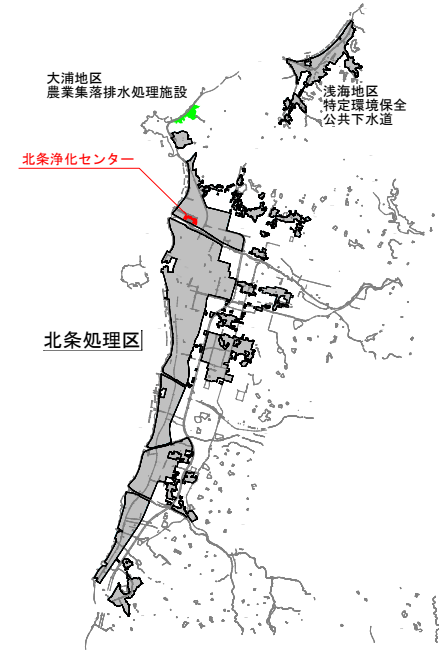 大浦地区
農業集落排水処理施設
浅海地区
特定環境保全
公共下水道
北条浄化センター
北条処理区